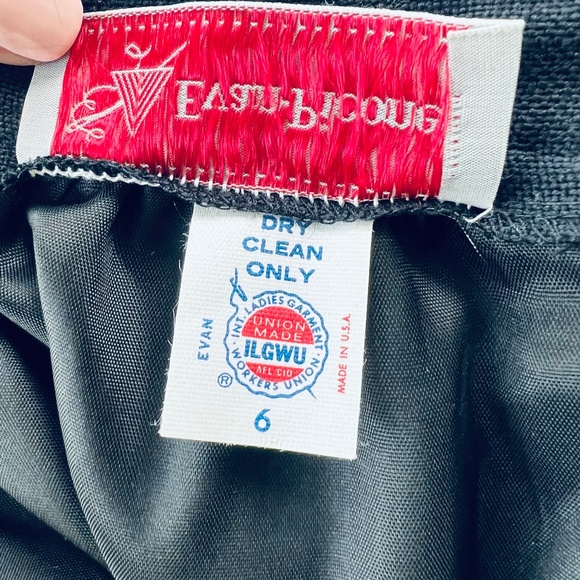 Evan-Picone
DRY
CLEAN
ONLY
EVAN
INT. LADIES GARMENT
WORKERS UNION
UNION
MADE
ILGWU
AFL CIO
®
MADE IN U.S.A.
6